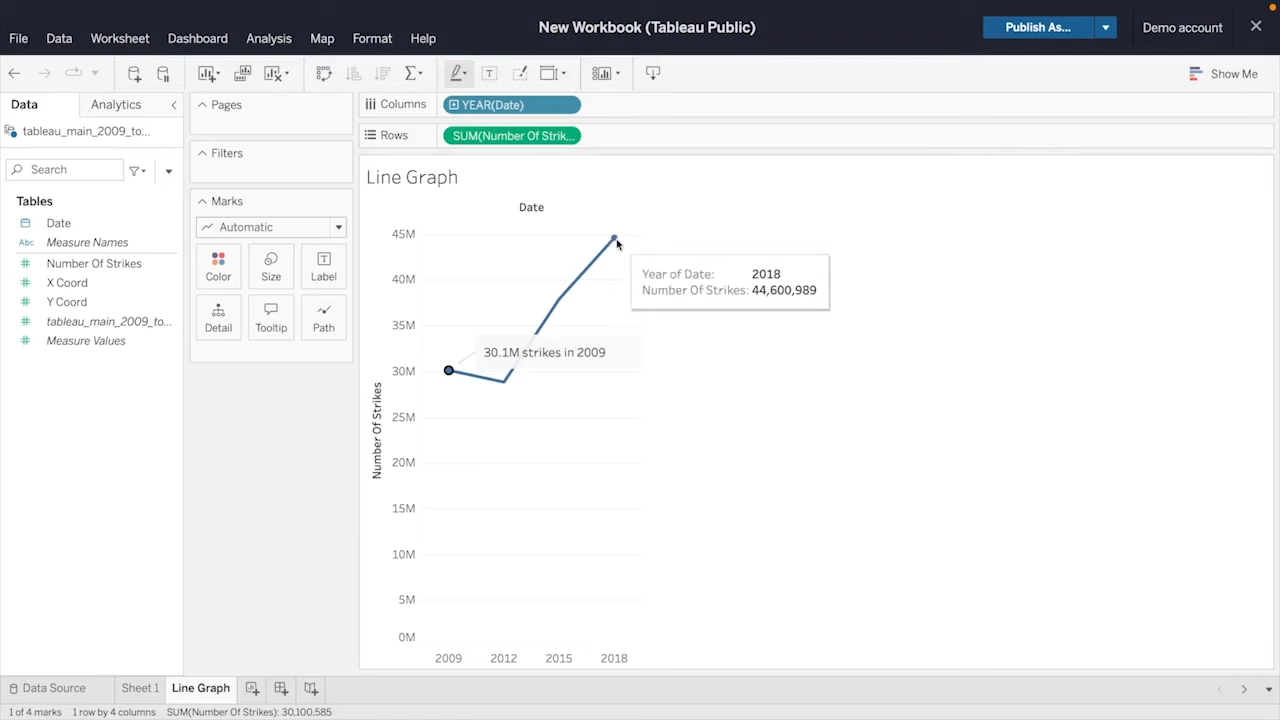 New Workbook (Tableau Public)
Publish As...
Demo account
File Data Worksheet Dashboard Analysis Map Format Help
Show Me
Data Analytics
Pages
Columns YEAR(Date)
tableau_main_2009_to...
Rows SUM(Number Of Strik...
Filters
Search
Line Graph
Tables
Marks
Date
Date
Automatic
Abc Measure Names
Number Of Strikes
X Coord
Y Coord
tableau_main_2009_to...
Measure Values
Color Size Label
Detail Tooltip Path
45M
40M
35M
30M
25M
20M
15M
10M
5M
0M
Number Of Strikes
2009 2012 2015 2018
Year of Date: 2018
Number Of Strikes: 44,600,989
30.1M strikes in 2009
Data Source Sheet 1 Line Graph
1 of 4 marks 1 row by 4 columns SUM(Number Of Strikes): 30,100,585